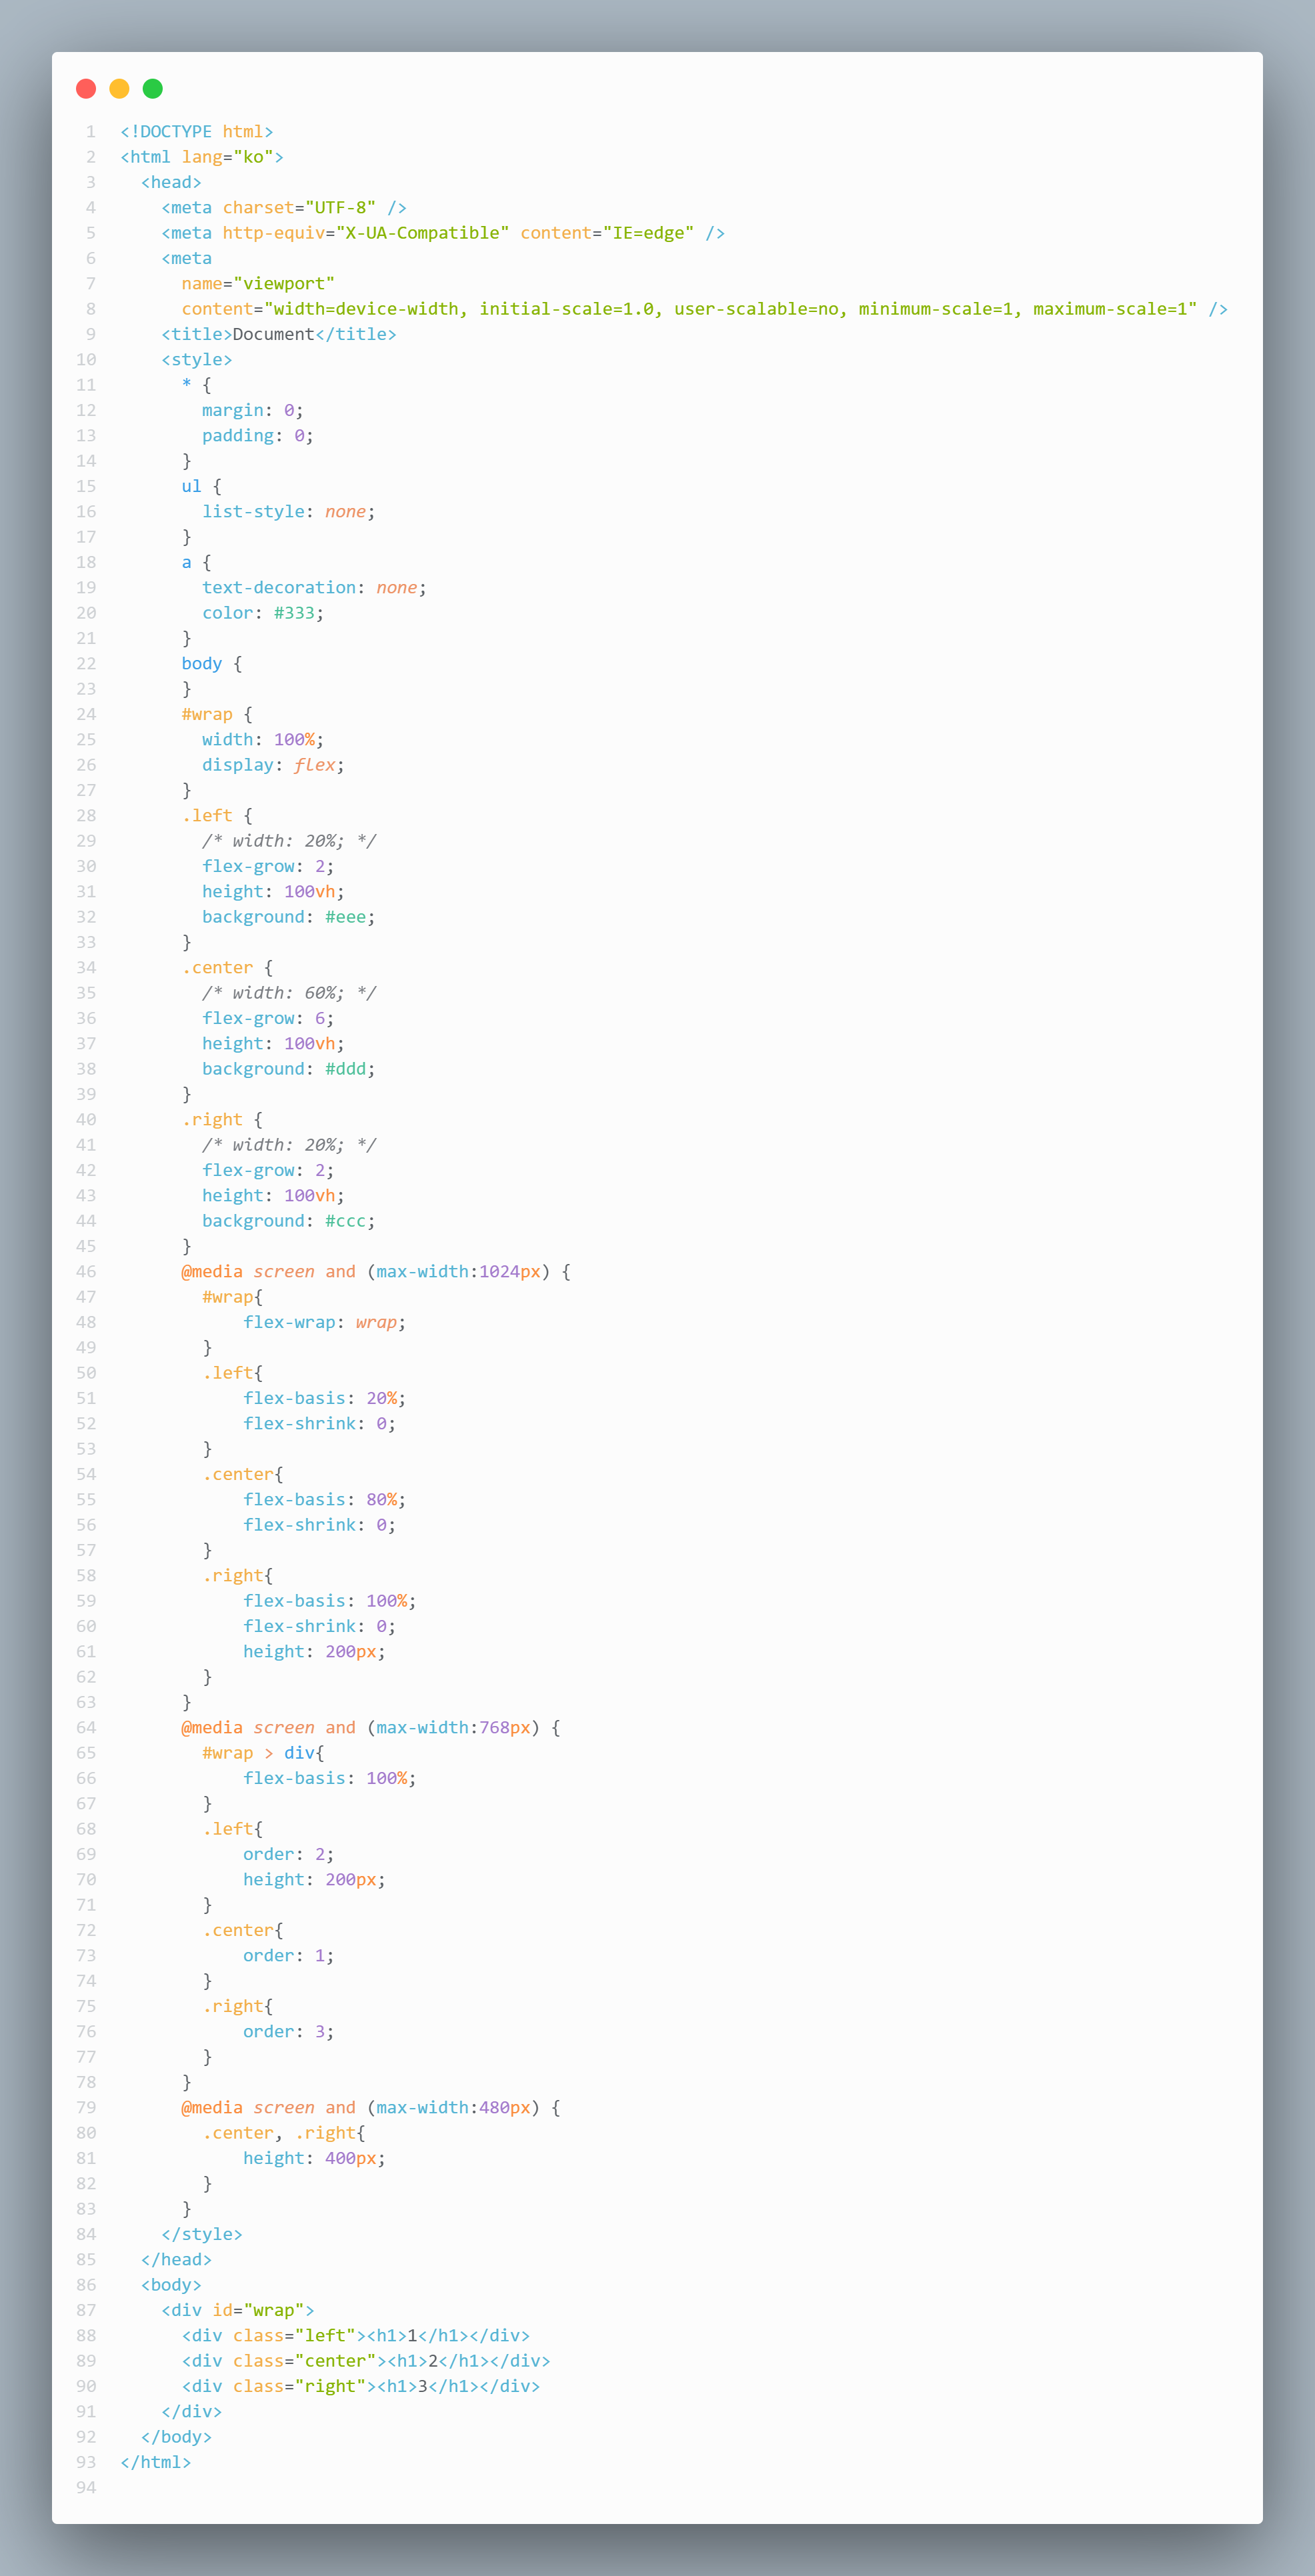 1 <!DOCTYPE html>
2 <html lang="ko">
3   <head>
4     <meta charset="UTF-8" />
5     <meta http-equiv="X-UA-Compatible" content="IE=edge" />
6     <meta
7       name="viewport"
8       content="width=device-width, initial-scale=1.0, user-scalable=no, minimum-scale=1, maximum-scale=1" />
9     <title>Document</title>
10     <style>
11       * {
12         margin: 0;
13         padding: 0;
14       }
15       ul {
16         list-style: none;
17       }
18       a {
19         text-decoration: none;
20         color: #333;
21       }
22       body {
23       }
24       #wrap {
25         width: 100%;
26         display: flex;
27       }
28       .left {
29         /* width: 20%; */
30         flex-grow: 2;
31         height: 100vh;
32         background: #eee;
33       }
34       .center {
35         /* width: 60%; */
36         flex-grow: 6;
37         height: 100vh;
38         background: #ddd;
39       }
40       .right {
41         /* width: 20%; */
42         flex-grow: 2;
43         height: 100vh;
44         background: #ccc;
45       }
46       @media screen and (max-width:1024px) {
47         #wrap{
48             flex-wrap: wrap;
49         }
50         .left{
51             flex-basis: 20%;
52             flex-shrink: 0;
53         }
54         .center{
55             flex-basis: 80%;
56             flex-shrink: 0;
57         }
58         .right{
59             flex-basis: 100%;
60             flex-shrink: 0;
61             height: 200px;
62         }
63       }
64       @media screen and (max-width:768px) {
65         #wrap > div{
66             flex-basis: 100%;
67         }
68         .left{
69             order: 2;
70             height: 200px;
71         }
72         .center{
73             order: 1;
74         }
75         .right{
76             order: 3;
77         }
78       }
79       @media screen and (max-width:480px) {
80         .center, .right{
81             height: 400px;
82         }
83       }
84     </style>
85   </head>
86   <body>
87     <div id="wrap">
88       <div class="left"><h1>1</h1></div>
89       <div class="center"><h1>2</h1></div>
90       <div class="right"><h1>3</h1></div>
91     </div>
92   </body>
93 </html>
94